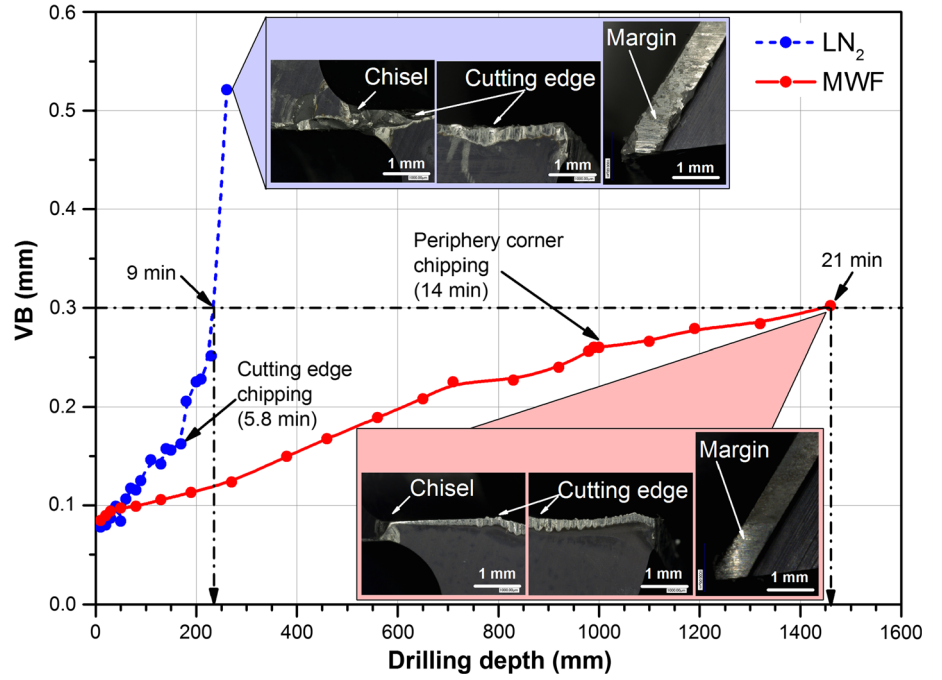 LN2
MWF
Chisel
Cutting edge
Margin
1 mm
1 mm
1 mm
0.6
0.5
0.4
0.3
0.2
0.1
0.0
VB (mm)
9 min
Periphery corner
chipping
(14 min)
21 min
Cutting edge
chipping
(5.8 min)
Chisel
Cutting edge
Margin
1 mm
1 mm
1 mm
0
200
400
600
800
1000
1200
1400
1600
Drilling depth (mm)